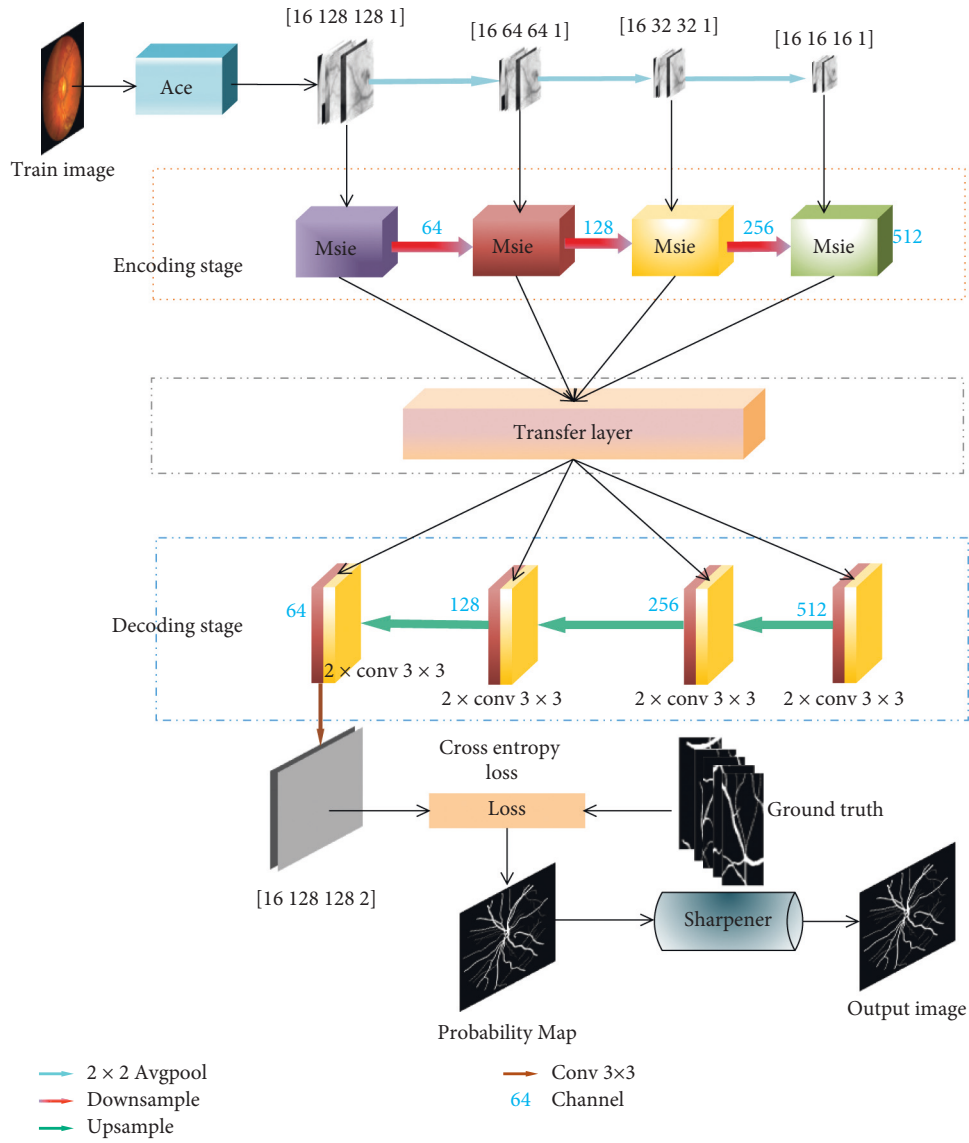 [16 128 128 1]
[16 64 64 1]
[16 32 32 1]
[16 16 16 1]
Ace
Train image
64
128
256
512
Msie
Msie
Msie
Msie
Encoding stage
Transfer layer
64
128
256
512
Decoding stage
2 × conv 3 × 3
2 × conv 3 × 3
2 × conv 3 × 3
2 × conv 3 × 3
Cross entropy
loss
Loss
Ground truth
[16 128 128 2]
Sharpener
Probability Map
Output image
2 × 2 Avgpool
Conv 3×3
Downsample
64 Channel
Upsample